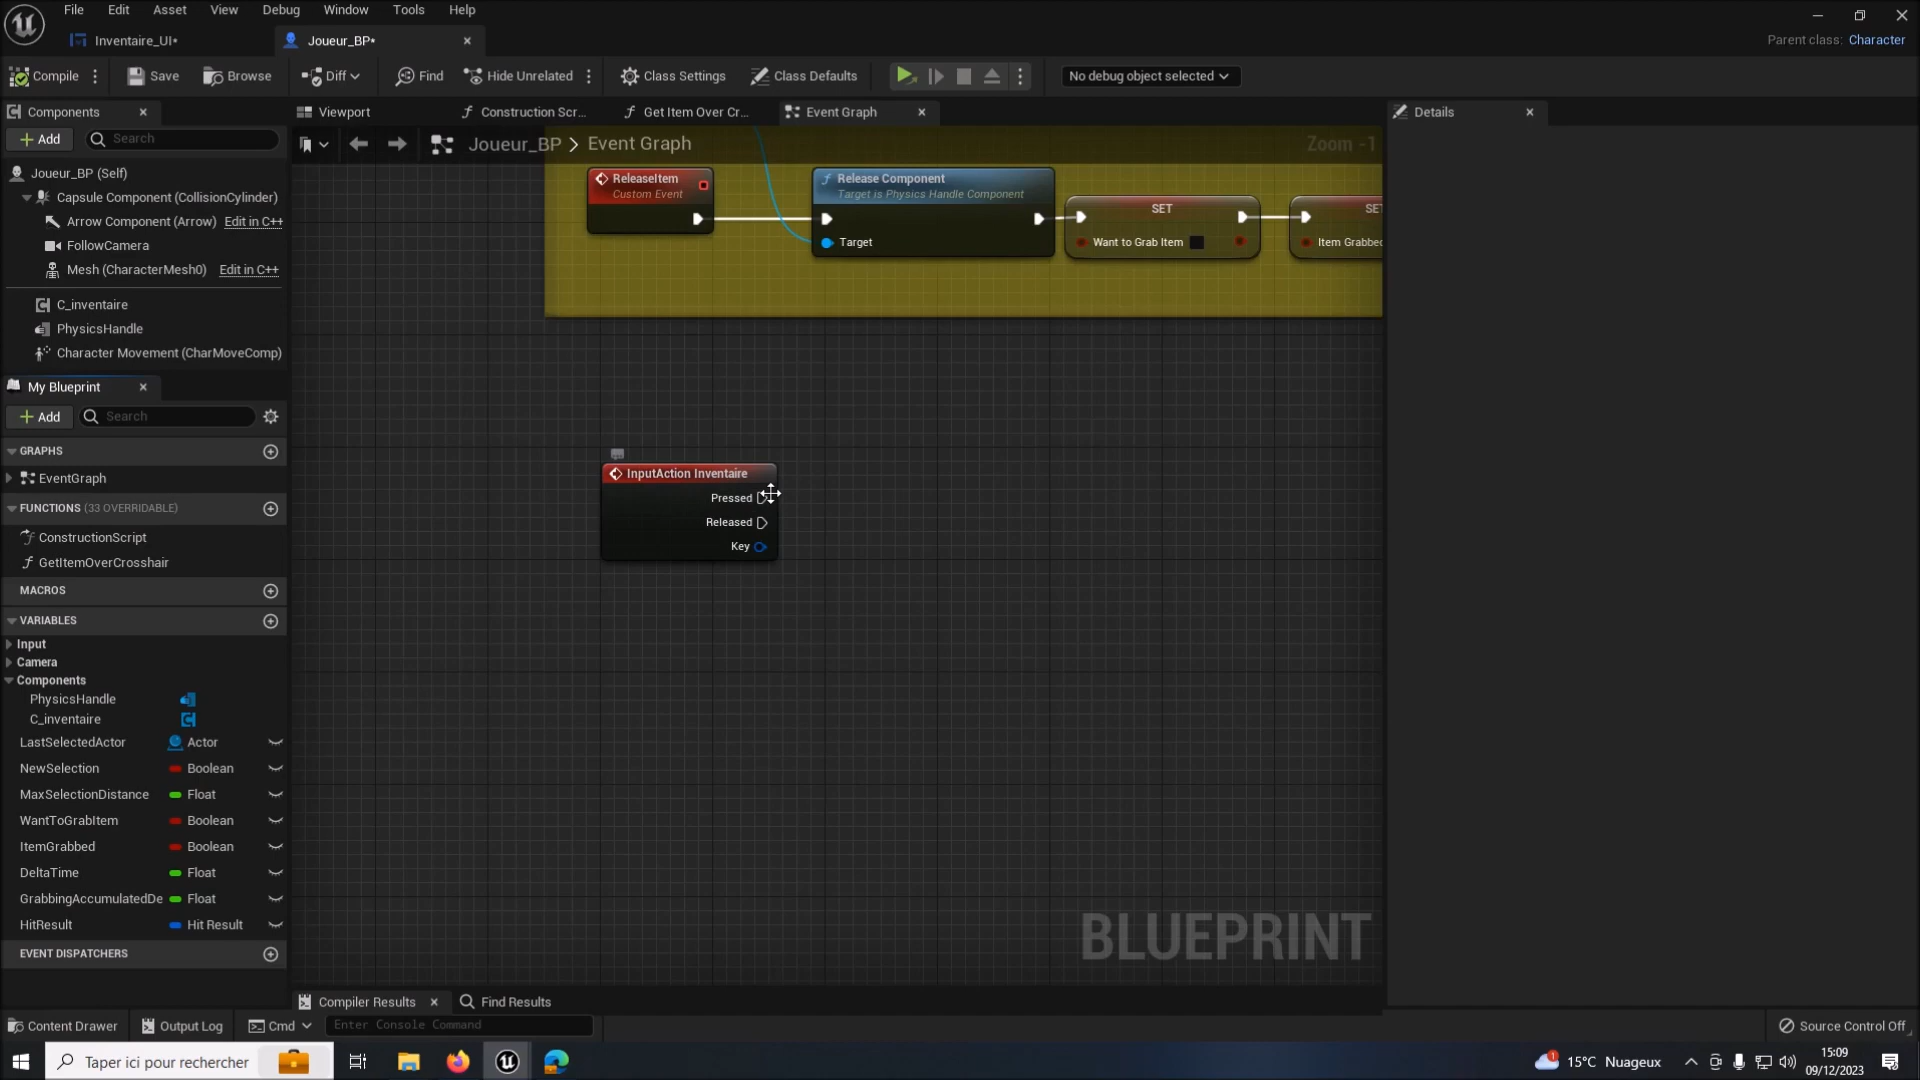 File Edit Asset View Debug Window Tools Help
Inventaire_UI*
Joueur_BP*
Parent class: Character
Compile
Save
Browse
Diff
Find
Hide Unrelated
Class Settings
Class Defaults
No debug object selected
Components
Viewport
Construction Scr...
Get Item Over Cr...
Event Graph
Details
Add
Search
Joueur_BP > Event Graph
Zoom -1
Joueur_BP (Self)
Capsule Component (CollisionCylinder)
Arrow Component (Arrow) Edit in C++
FollowCamera
Mesh (CharacterMesh0) Edit in C++
C_inventaire
PhysicsHandle
Character Movement (CharMoveComp)
ReleaseItem
Custom Event
Release Component
Target is Physics Handle Component
Target
SET
Want to Grab Item
SET
Item Grabbed
My Blueprint
Add
Search
GRAPHS
EventGraph
FUNCTIONS (33 OVERRIDABLE)
ConstructionScript
GetItemOverCrosshair
MACROS
VARIABLES
Input
Camera
Components
PhysicsHandle
C_inventaire
LastSelectedActor Actor
NewSelection Boolean
MaxSelectionDistance Float
WantToGrabItem Boolean
ItemGrabbed Boolean
DeltaTime Float
GrabbingAccumulatedDe Float
HitResult Hit Result
EVENT DISPATCHERS
InputAction Inventaire
Pressed
Released
Key
BLUEPRINT
Compiler Results
Find Results
Content Drawer
Output Log
Cmd
Enter Console Command
Source Control Off
Taper ici pour rechercher
1
15°C Nuageux
15:09
09/12/2023